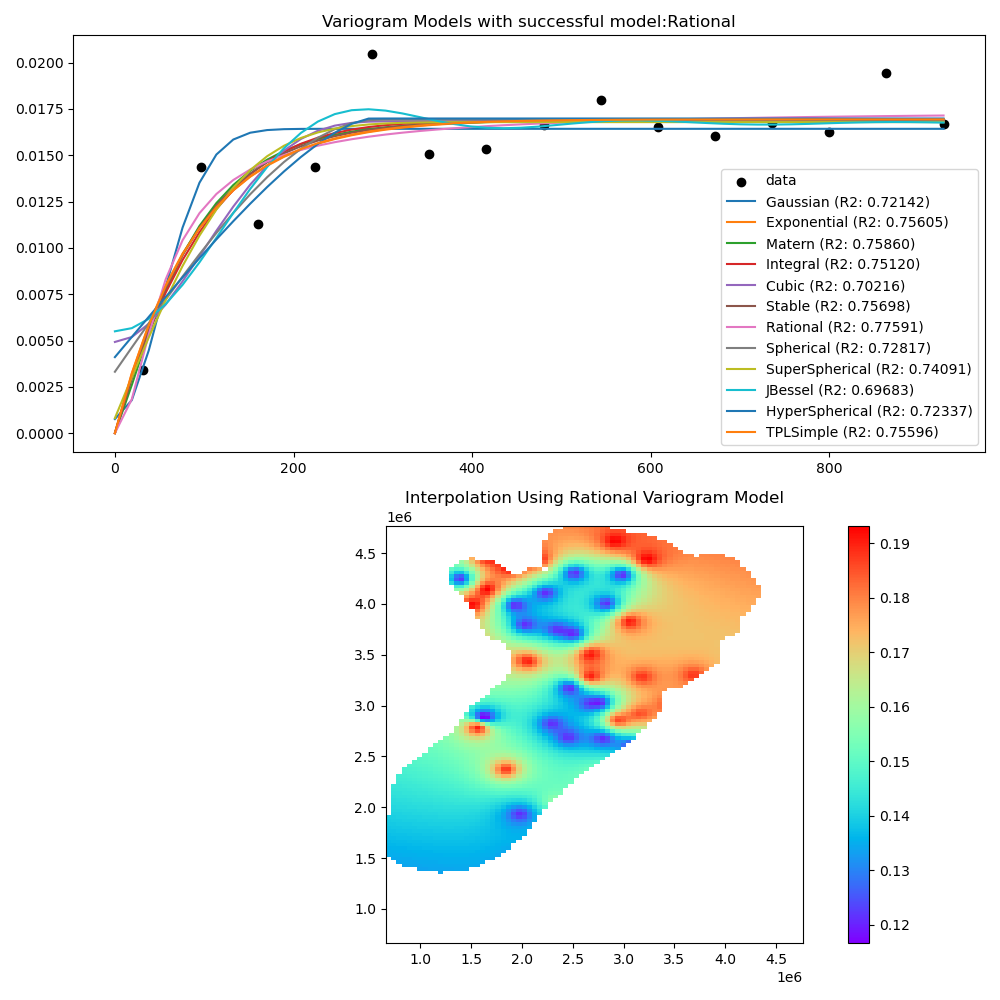 Variogram Models with successful model:Rational
0.0200
0.0175
0.0150
0.0125
0.0100
0.0075
0.0050
0.0025
0.0000
data
Gaussian (R2: 0.72142)
Exponential (R2: 0.75605)
Matern (R2: 0.75860)
Integral (R2: 0.75120)
Cubic (R2: 0.70216)
Stable (R2: 0.75698)
Rational (R2: 0.77591)
Spherical (R2: 0.72817)
SuperSpherical (R2: 0.74091)
JBessel (R2: 0.69683)
HyperSpherical (R2: 0.72337)
TPLSimple (R2: 0.75596)
0 200 400 600 800
Interpolation Using Rational Variogram Model
1e6
4.5
4.0
3.5
3.0
2.5
2.0
1.5
1.0
1.0 1.5 2.0 2.5 3.0 3.5 4.0 4.5
1e6
0.19
0.18
0.17
0.16
0.15
0.14
0.13
0.12